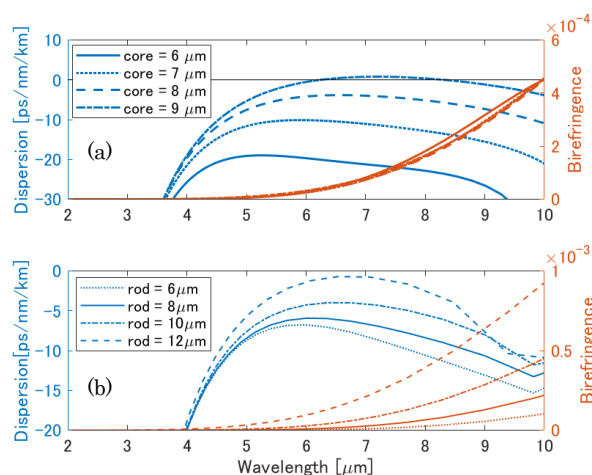 10
0
-10
-20
-30
Dispersion [ps/nm/km]
core = 6 μm
core = 7 μm
core = 8 μm
core = 9 μm
(a)
2 3 4 5 6 7 8 9 10
×10⁻⁴
6
4
2
0
Birefringence
0
-5
-10
-15
-20
Dispersion[ps/nm/km]
rod = 6μm
rod = 8μm
rod = 10μm
rod = 12μm
(b)
2 3 4 5 6 7 8 9 10
Wavelength [μm]
×10⁻³
1
0.5
0
Birefringence